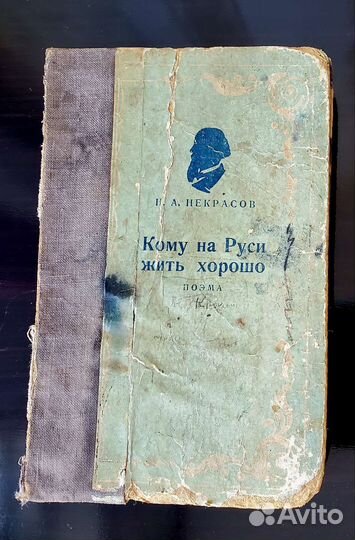 Н. А. НЕКРАСОВ
Кому на Руси
жить хорошо
ПОЭМА
Avito